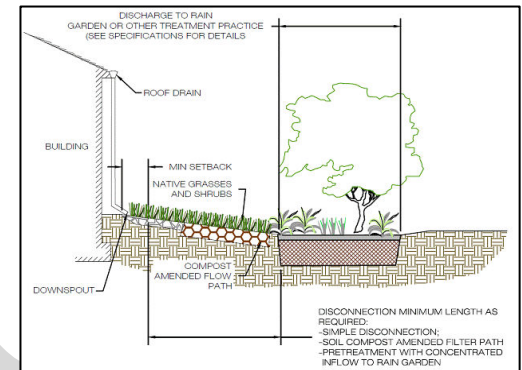 DISCHARGE TO RAIN
GARDEN OR OTHER TREATMENT PRACTICE
(SEE SPECIFICATIONS FOR DETAILS
ROOF DRAIN
BUILDING
MIN SETBACK
NATIVE GRASSES
AND SHRUBS
COMPOST
AMENDED FLOW
PATH
DOWNSPOUT
DISCONNECTION MINIMUM LENGTH AS
REQUIRED:
-SIMPLE DISCONNECTION;
-SOIL COMPOST AMENDED FILTER PATH
-PRETREATMENT WITH CONCENTRATED
INFLOW TO RAIN GARDEN